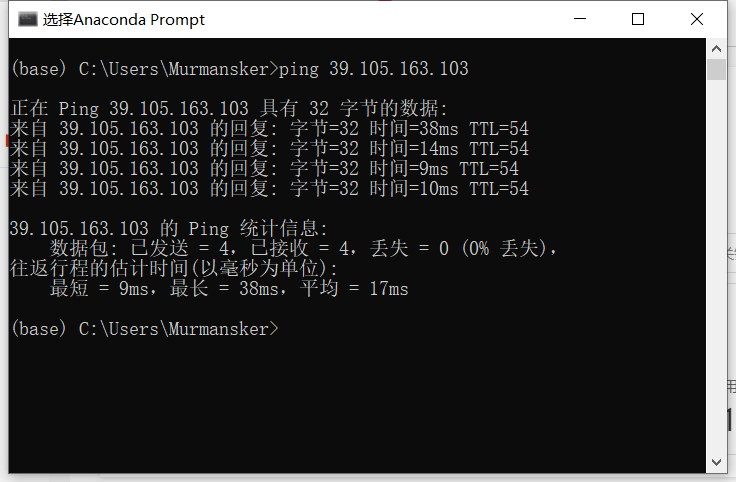 选择Anaconda Prompt
(base) C:\Users\Murmansker>ping 39.105.163.103
正在 Ping 39.105.163.103 具有 32 字节的数据:
来自 39.105.163.103 的回复: 字节=32 时间=38ms TTL=54
来自 39.105.163.103 的回复: 字节=32 时间=14ms TTL=54
来自 39.105.163.103 的回复: 字节=32 时间=9ms TTL=54
来自 39.105.163.103 的回复: 字节=32 时间=10ms TTL=54
39.105.163.103 的 Ping 统计信息:
数据包: 已发送 = 4，已接收 = 4，丢失 = 0 (0% 丢失)，
往返行程的估计时间(以毫秒为单位):
最短 = 9ms，最长 = 38ms，平均 = 17ms
(base) C:\Users\Murmansker>
用